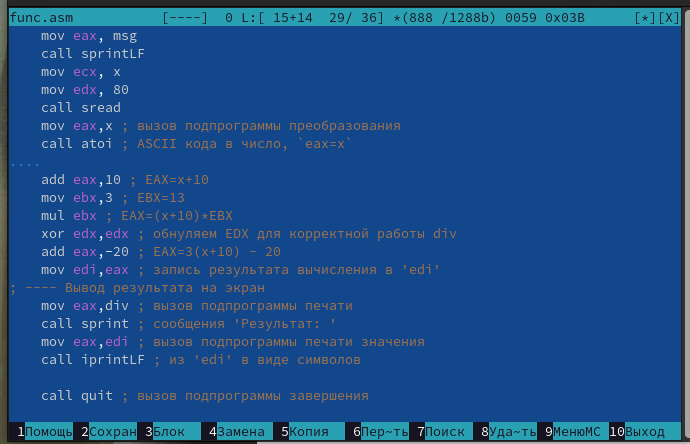 func.asm [----] 0 L:[ 15+14 29/ 36] *(888 /1288b) 0059 0x03B [*][X]
mov eax, msg
call sprintLF
mov ecx, x
mov edx, 80
call sread
mov eax,x ; вызов подпрограммы преобразования
call atoi ; ASCII кода в число, `eax=x`
....
add eax,10 ; EAX=x+10
mov ebx,3 ; EBX=13
mul ebx ; EAX=(x+10)*EBX
xor edx,edx ; обнуляем EDX для корректной работы div
add eax,-20 ; EAX=3(x+10) - 20
mov edi,eax ; запись результата вычисления в 'edi'
; ---- Вывод результата на экран
mov eax,div ; вызов подпрограммы печати
call sprint ; сообщения 'Результат: '
mov eax,edi ; вызов подпрограммы печати значения
call iprintLF ; из 'edi' в виде символов
call quit ; вызов подпрограммы завершения
1Помощь 2Сохран 3Блок 4Замена 5Копия 6Пер~ть 7Поиск 8Уда~ть 9МенюMC 10Выход